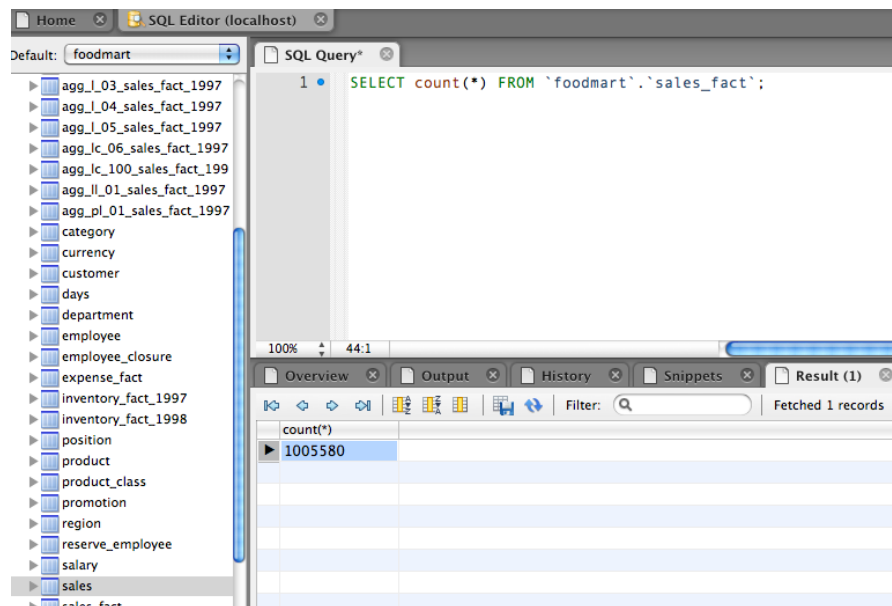 Home
SQL Editor (localhost)
Default: foodmart
agg_l_03_sales_fact_1997
agg_l_04_sales_fact_1997
agg_l_05_sales_fact_1997
agg_lc_06_sales_fact_1997
agg_lc_100_sales_fact_199
agg_ll_01_sales_fact_1997
agg_pl_01_sales_fact_1997
category
currency
customer
days
department
employee
employee_closure
expense_fact
inventory_fact_1997
inventory_fact_1998
position
product
product_class
promotion
region
reserve_employee
salary
sales
sales_fact
SQL Query*
1 SELECT count(*) FROM `foodmart`.`sales_fact`;
100% 44:1
Overview Output History Snippets Result (1)
Filter: Fetched 1 records
count(*)
1005580